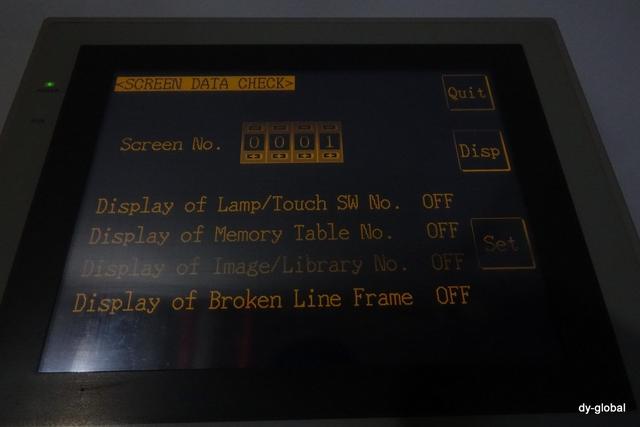 <SCREEN DATA CHECK>
Quit
Screen No. 0001
Disp
Display of Lamp/Touch SW No. OFF
Display of Memory Table No. OFF
Set
Display of Image/Library No. OFF
Display of Broken Line Frame OFF
dy-global